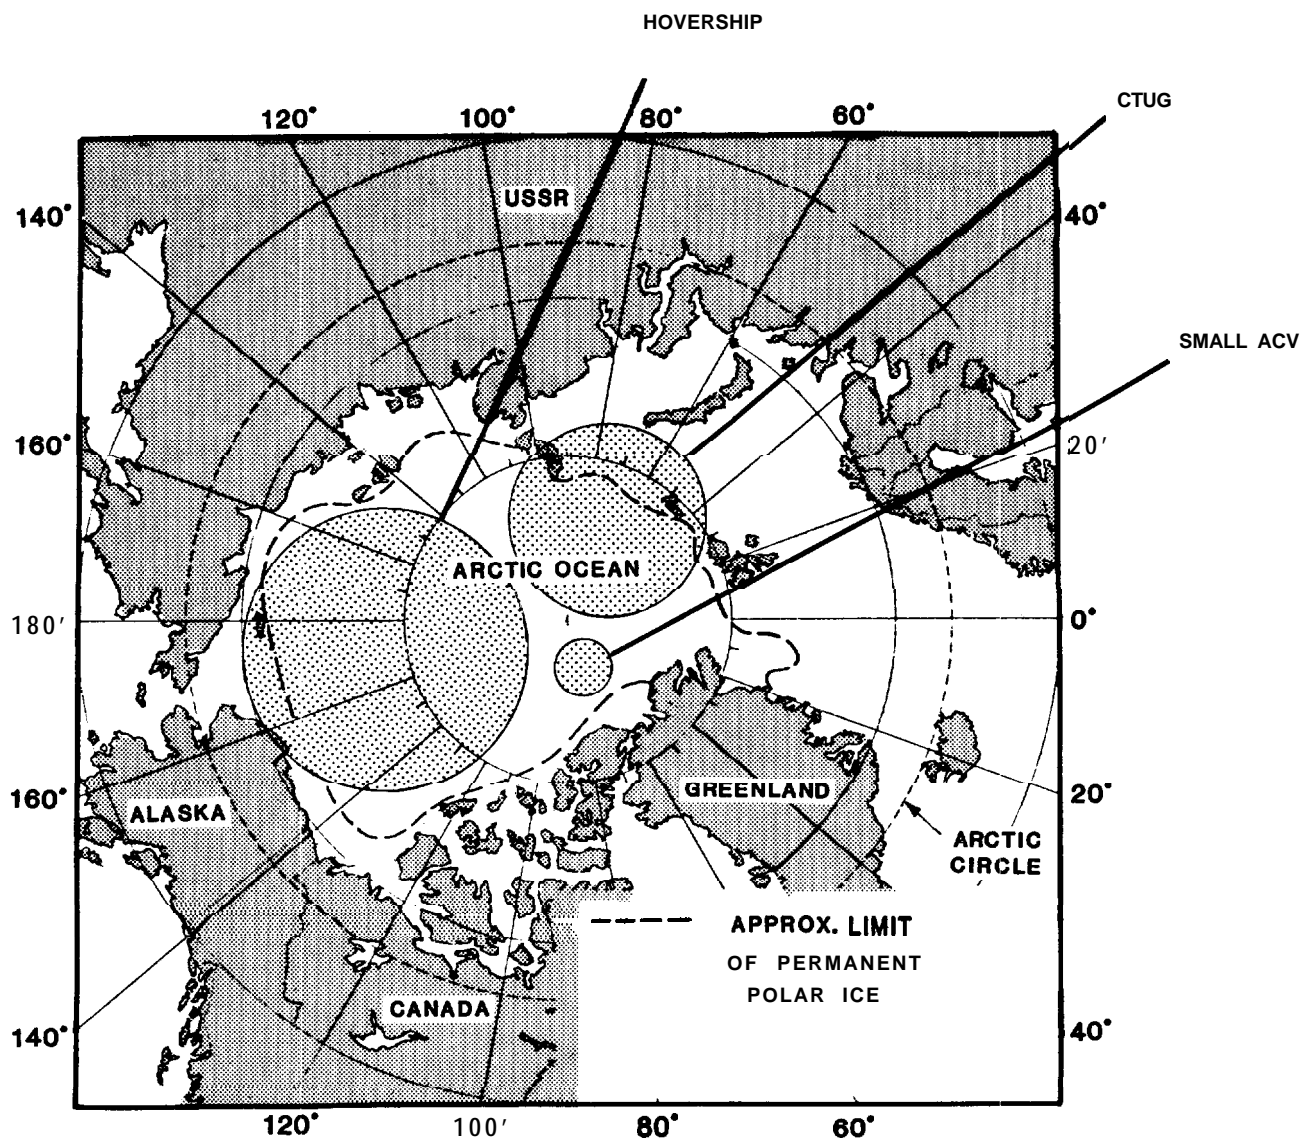 HOVERSHIP
CTUG
120° 100° 80° 60°
USSR
140° 40°
SMALL ACV
160° 20'
ARCTIC OCEAN
180' 0°
160° ALASKA GREENLAND 20°
ARCTIC
CIRCLE
APPROX. LIMIT
OF PERMANENT
POLAR ICE
CANADA
140° 40°
120° 100' 80° 60°